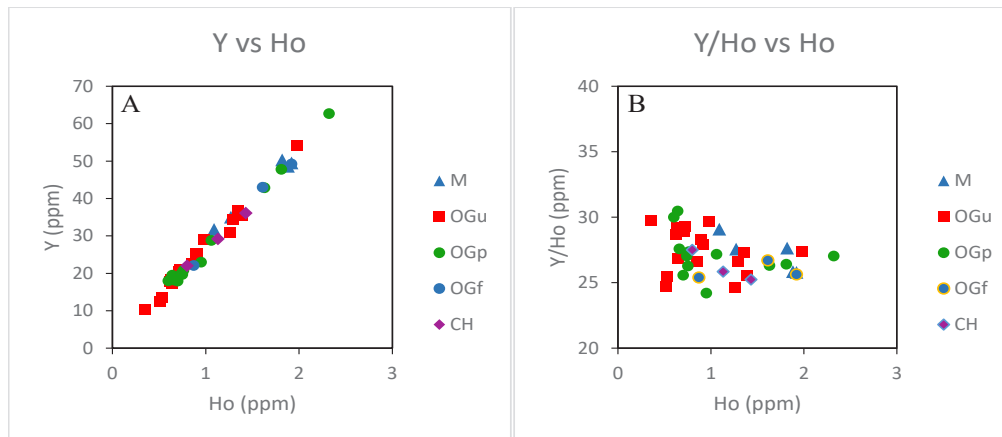 Y vs Ho
A
70
60
50
40
30
20
10
0
Y (ppm)
0 1 2 3
Ho (ppm)
M
OGu
OGp
OGf
CH
Y/Ho vs Ho
B
40
35
30
25
20
Y/Ho (ppm)
0 1 2 3
Ho (ppm)
M
OGu
OGp
OGf
CH